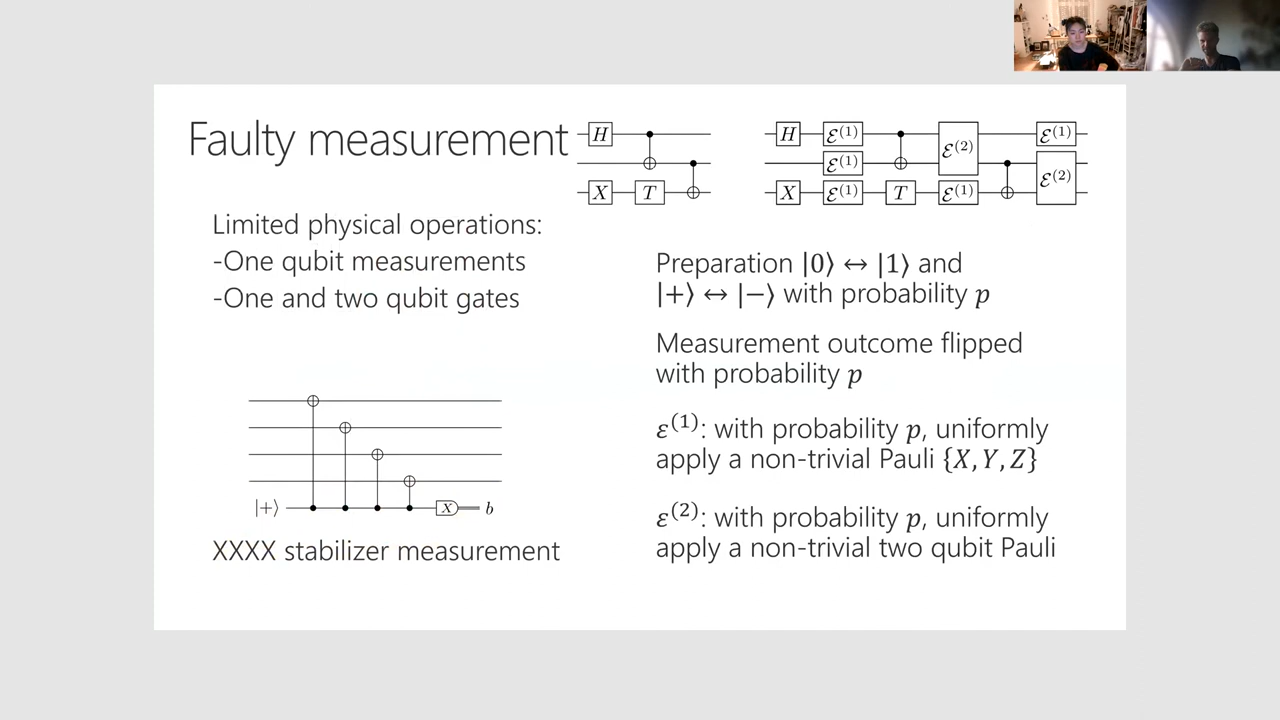 Faulty measurement
H
X T
H ℰ(1) ℰ(2) ℰ(1)
ℰ(1) ℰ(2)
X ℰ(1) T ℰ(1)
Limited physical operations:
-One qubit measurements
-One and two qubit gates
|+⟩ X b
XXXX stabilizer measurement
Preparation |0⟩ ↔ |1⟩ and
|+⟩ ↔ |−⟩ with probability p
Measurement outcome flipped
with probability p
ε(1): with probability p, uniformly
apply a non-trivial Pauli {X, Y, Z}
ε(2): with probability p, uniformly
apply a non-trivial two qubit Pauli